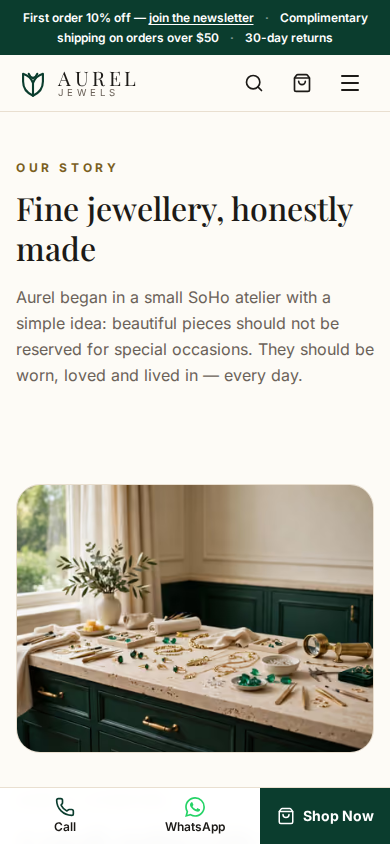 First order 10% off — join the newsletter · Complimentary
shipping on orders over $50 · 30-day returns
AUREL
JEWELS
OUR STORY
Fine jewellery, honestly
made
Aurel began in a small SoHo atelier with a
simple idea: beautiful pieces should not be
reserved for special occasions. They should be
worn, loved and lived in — every day.
Call
WhatsApp
Shop Now